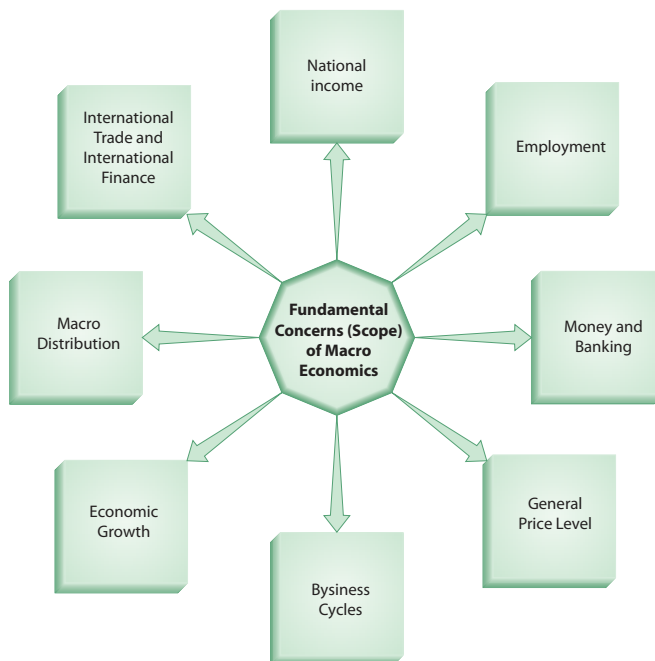 National
income
International
Trade and
International
Finance
Employment
Macro
Distribution
Fundamental
Concerns (Scope)
of Macro
Economics
Money and
Banking
Economic
Growth
General
Price Level
Bysiness
Cycles